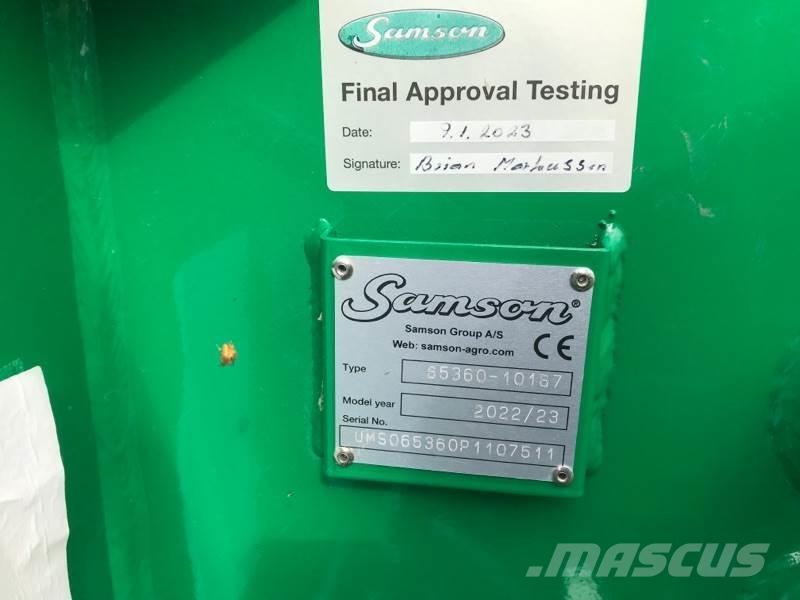 Samson
Final Approval Testing
Date: 9.1.2023
Signature: Brian Markussen
Samson®
Samson Group A/S
Web: samson-agro.com CE
Type 65360-10167
Model year 2022/23
Serial No. UMS065360P1107511
MASCUS